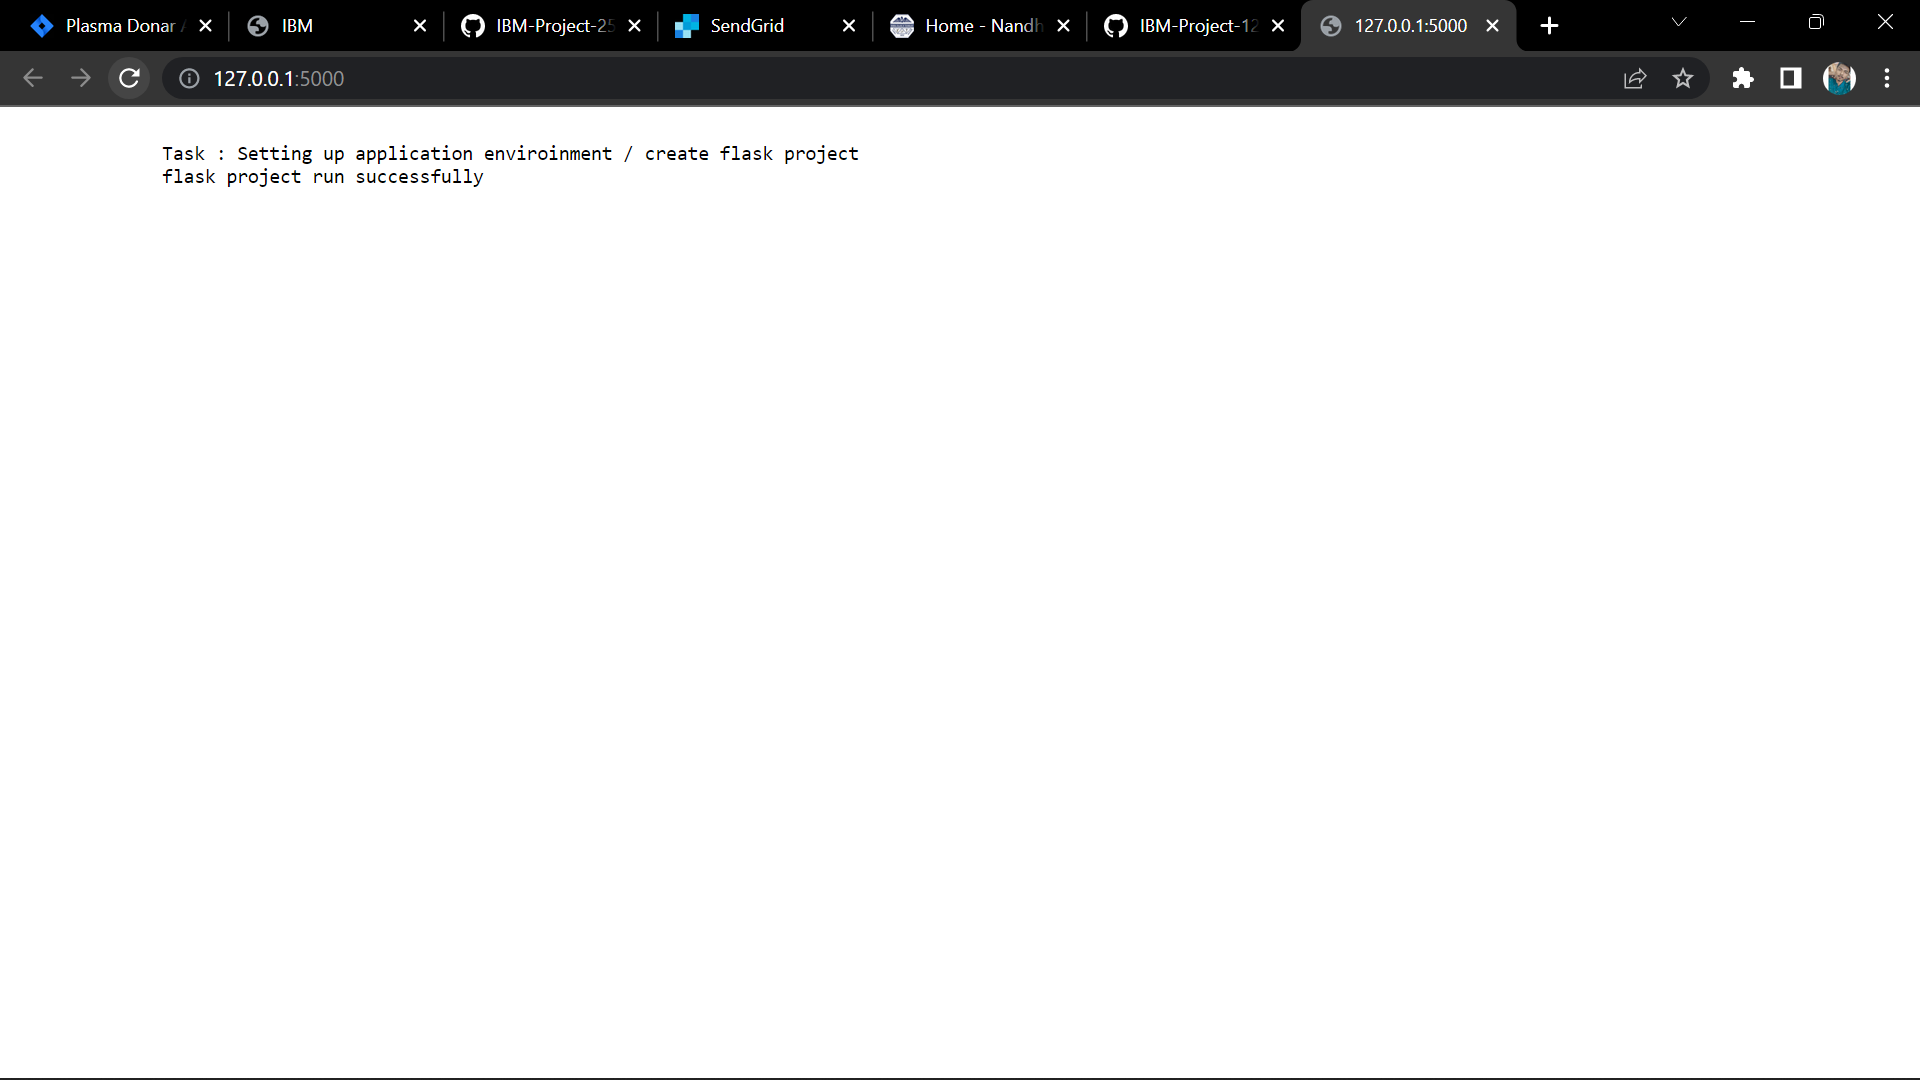 Plasma Donar
IBM
IBM-Project-25
SendGrid
Home - Nandh
IBM-Project-12
127.0.0.1:5000
127.0.0.1:5000
Task : Setting up application enviroinment / create flask project
flask project run successfully